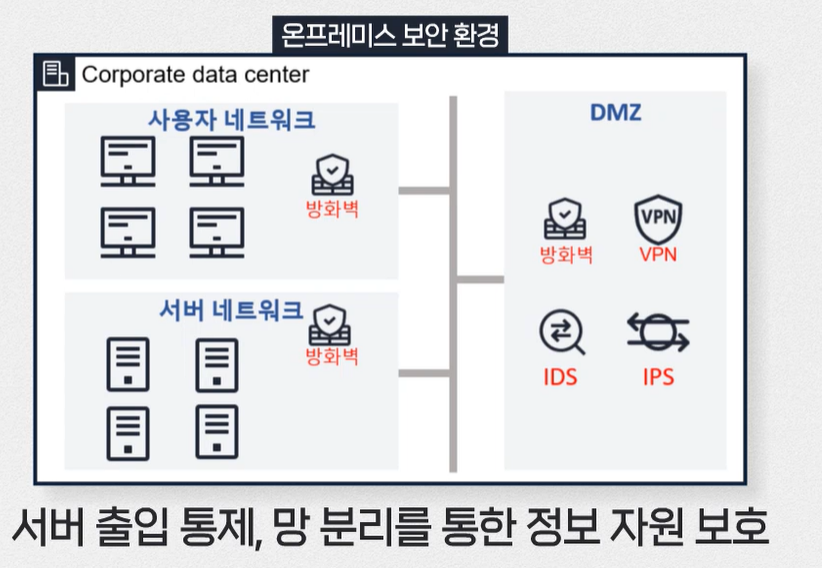 온프레미스 보안 환경
Corporate data center
사용자 네트워크
방화벽
서버 네트워크
방화벽
DMZ
방화벽
VPN
VPN
IDS
IPS
서버 출입 통제, 망 분리를 통한 정보 자원 보호